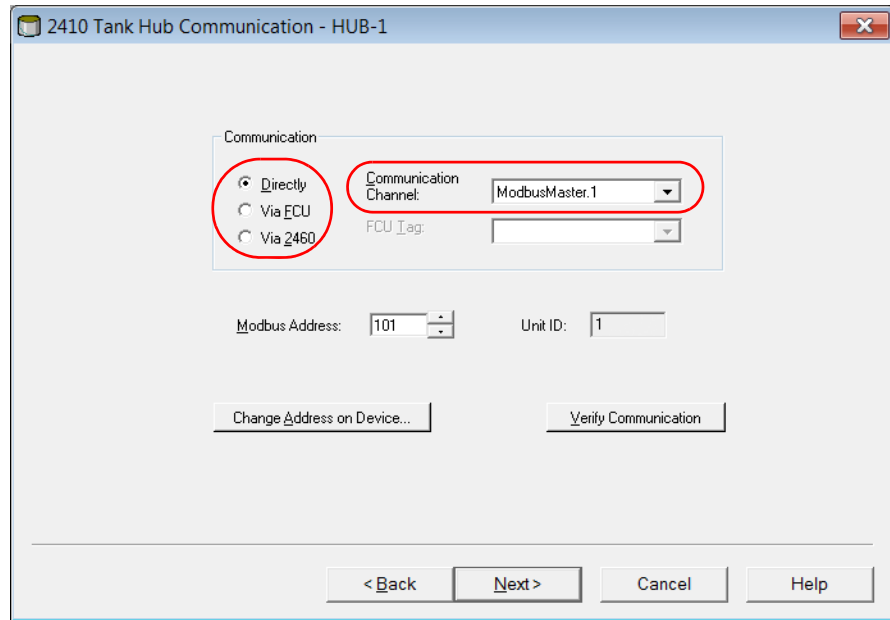 2410 Tank Hub Communication - HUB-1
Communication
Directly
Via FCU
Via 2460
Communication
Channel:
ModbusMaster.1
FCU Tag:
Modbus Address:
101
Unit ID:
1
Change Address on Device...
Verify Communication
< Back
Next >
Cancel
Help